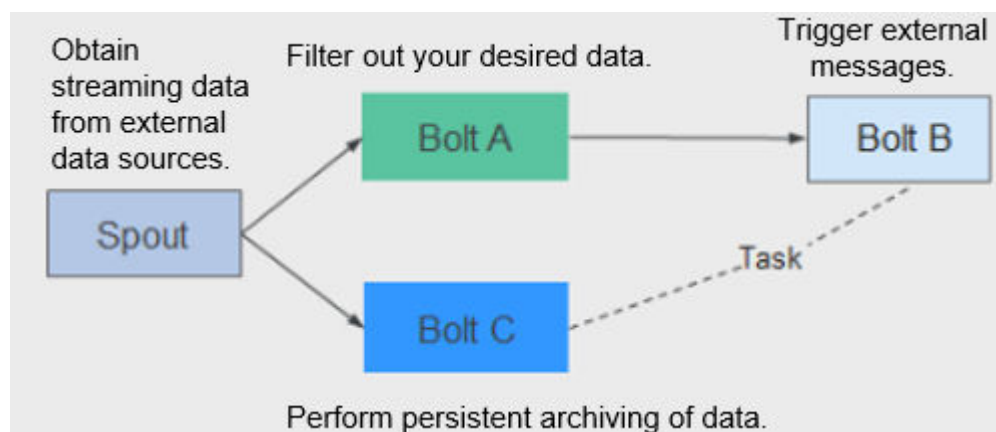 Obtain
streaming data
from external
data sources.
Filter out your desired data.
Trigger external
messages.
Bolt A
Bolt B
Spout
Task
Bolt C
Perform persistent archiving of data.